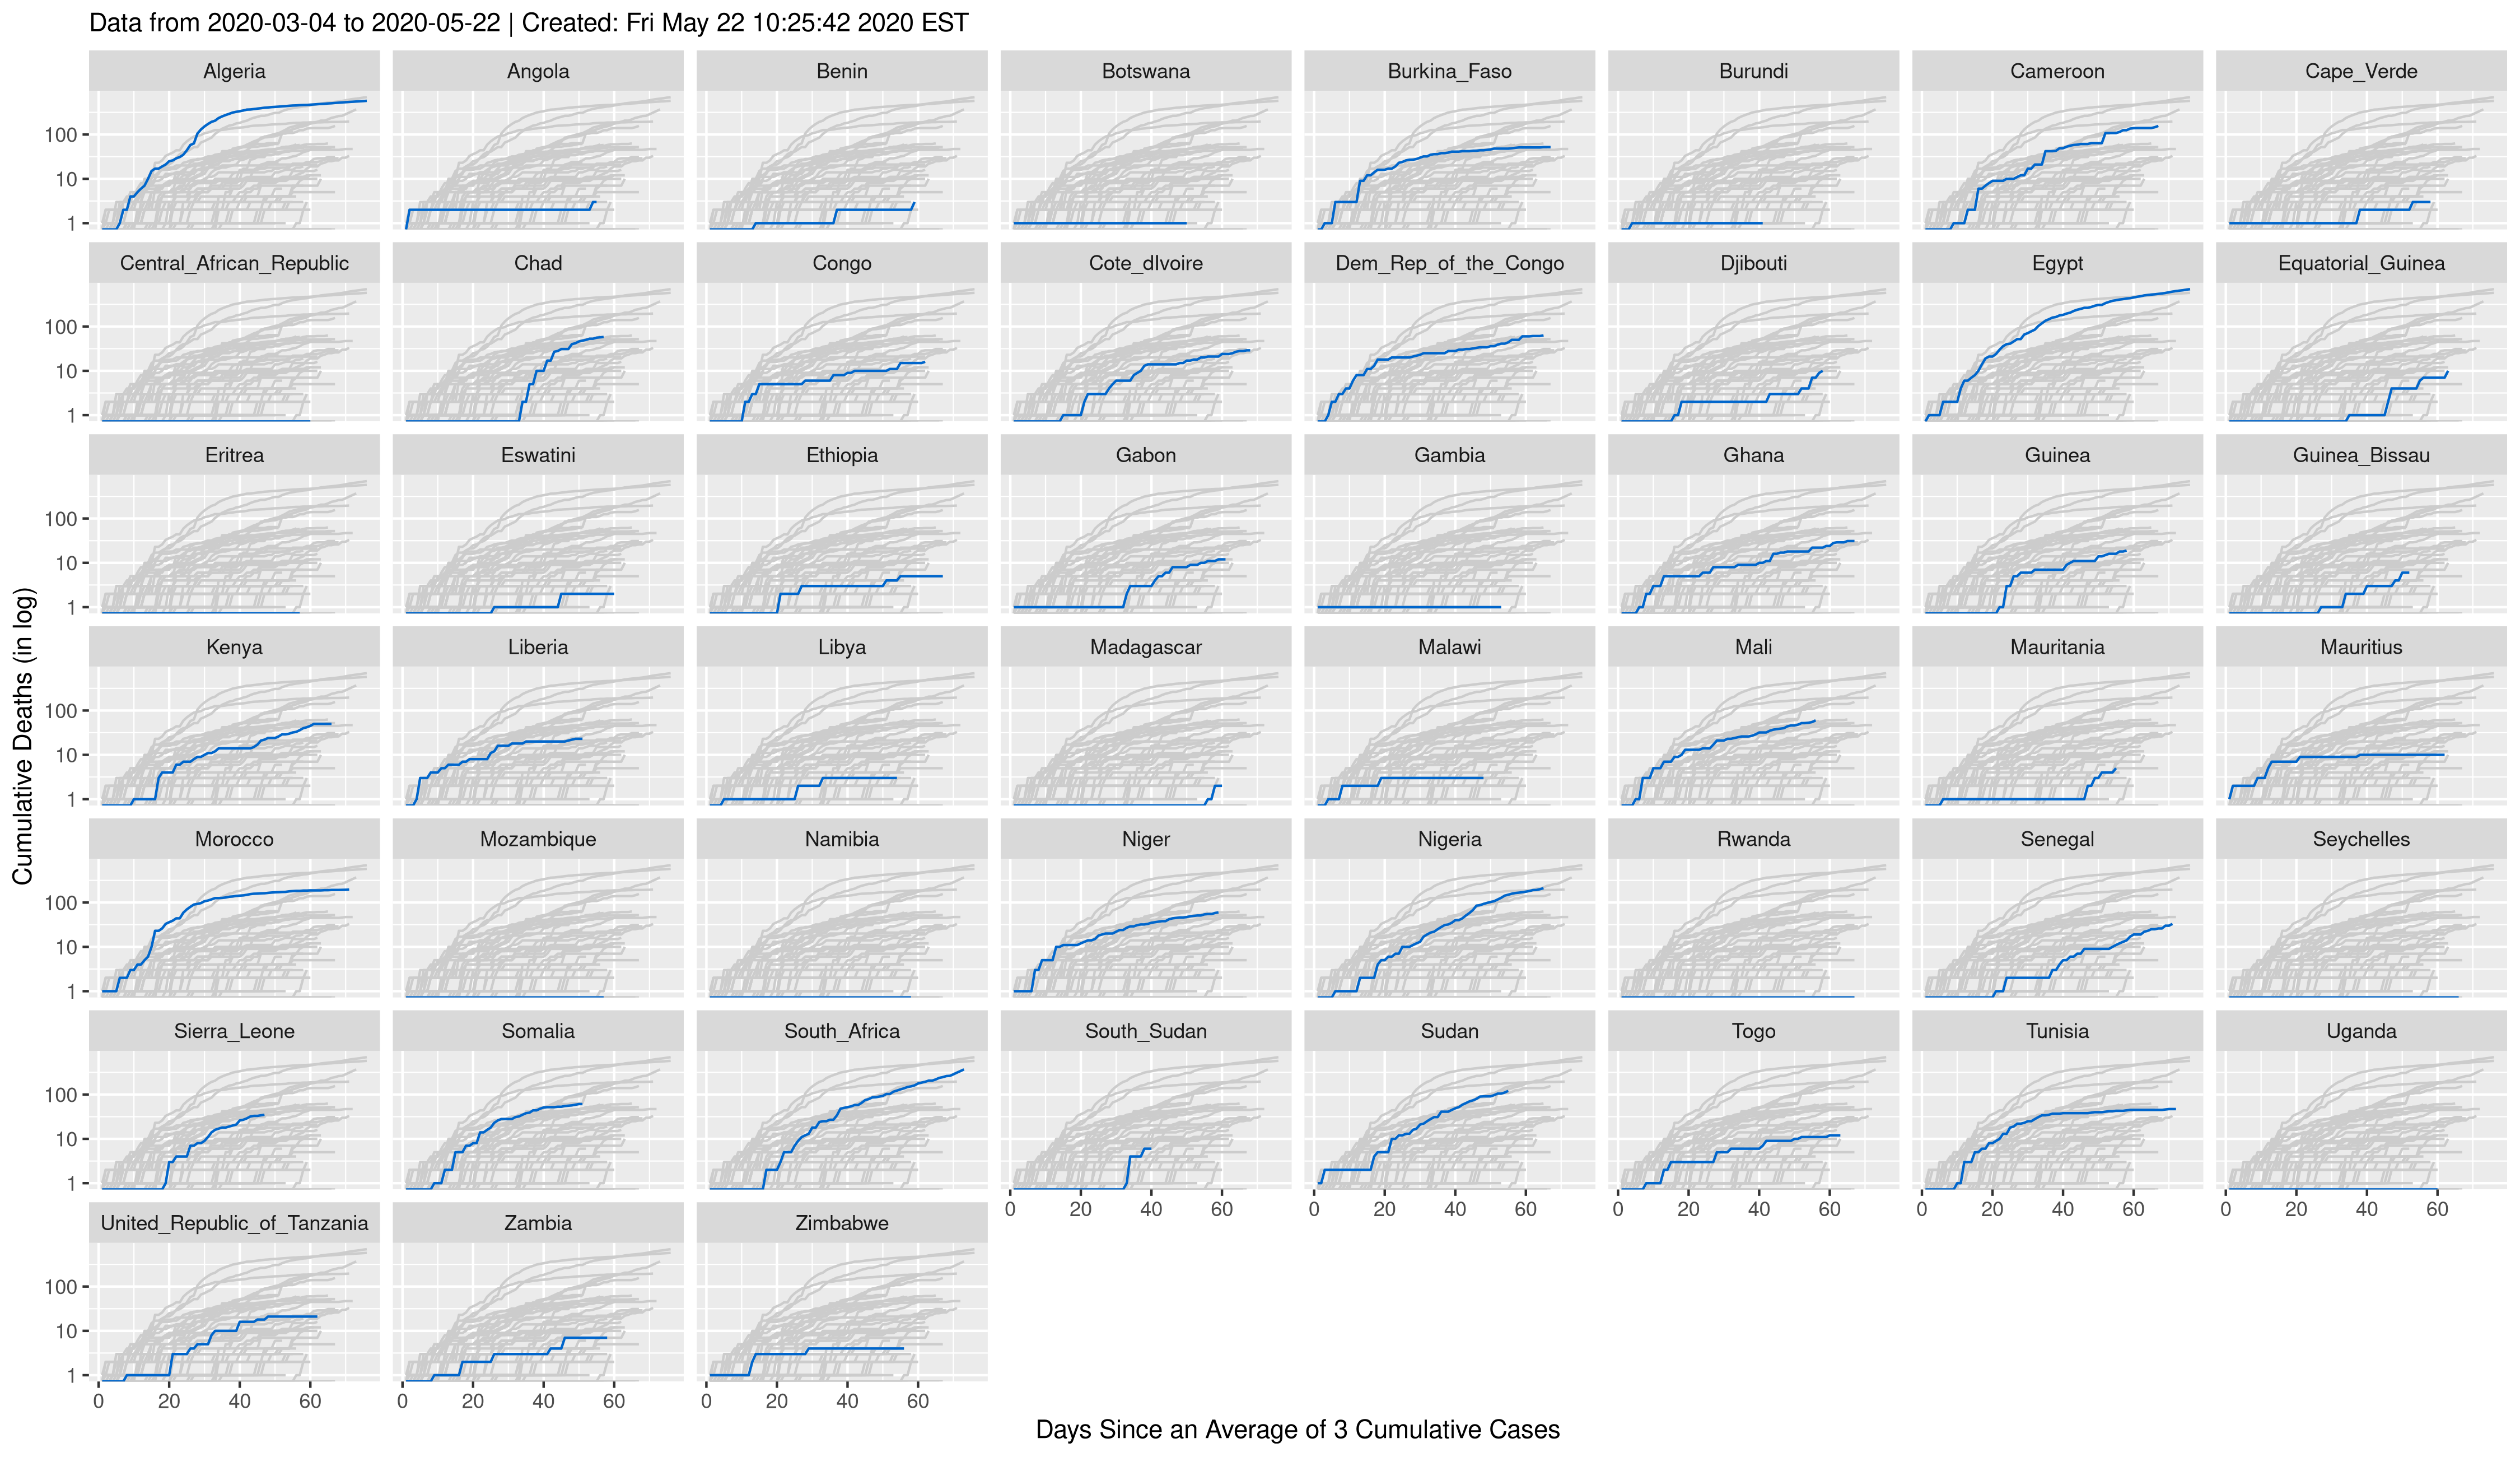 Data from 2020-03-04 to 2020-05-22 | Created: Fri May 22 10:25:42 2020 EST
Algeria Angola Benin Botswana Burkina_Faso Burundi Cameroon Cape_Verde
100
10
1
Central_African_Republic Chad Congo Cote_dIvoire Dem_Rep_of_the_Congo Djibouti Egypt Equatorial_Guinea
100
10
1
Eritrea Eswatini Ethiopia Gabon Gambia Ghana Guinea Guinea_Bissau
100
10
1
Kenya Liberia Libya Madagascar Malawi Mali Mauritania Mauritius
100
10
1
Morocco Mozambique Namibia Niger Nigeria Rwanda Senegal Seychelles
100
10
1
Sierra_Leone Somalia South_Africa South_Sudan Sudan Togo Tunisia Uganda
100
10
1
0 20 40 60 0 20 40 60 0 20 40 60 0 20 40 60 0 20 40 60
United_Republic_of_Tanzania Zambia Zimbabwe
100
10
1
0 20 40 60 0 20 40 60 0 20 40 60
Cumulative Deaths (in log)
Days Since an Average of 3 Cumulative Cases